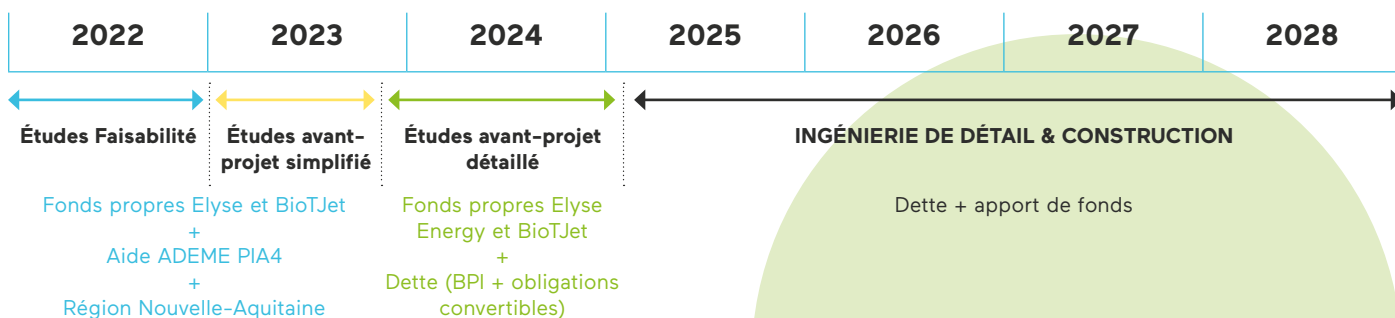 2022 2023 2024 2025 2026 2027 2028
Études Faisabilité
Études avant-
projet simplifié
Études avant-projet
détaillé
INGÉNIERIE DE DÉTAIL & CONSTRUCTION
Fonds propres Elyse et BioTJet
+
Aide ADEME PIA4
+
Région Nouvelle-Aquitaine
Fonds propres Elyse
Energy et BioTJet
+
Dette (BPI + obligations
convertibles)
Dette + apport de fonds